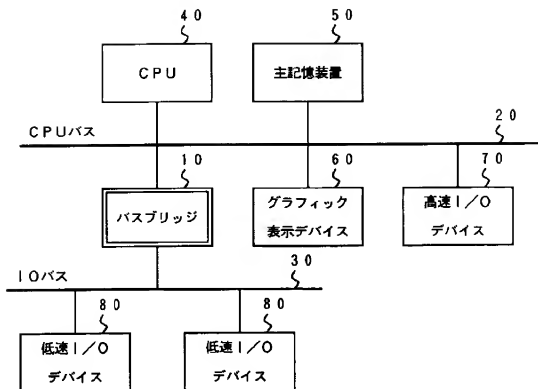 40
50
CPU
主記憶装置
CPUバス
20
10
60
70
バスブリッジ
グラフィック
表示デバイス
高速I/O
デバイス
30
IOバス
80
80
低速I/O
デバイス
低速I/O
デバイス